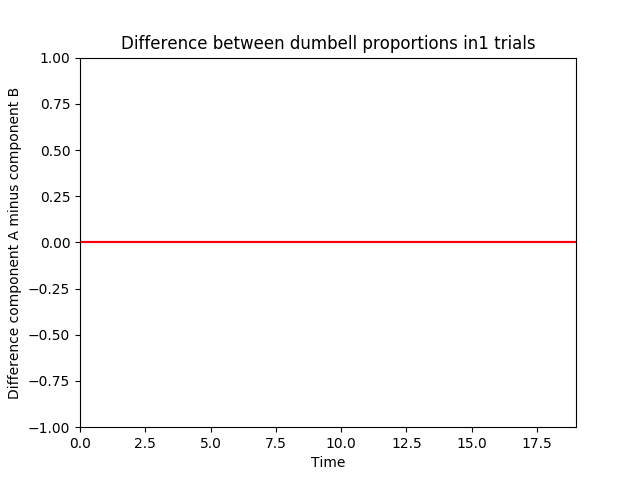 Difference between dumbell proportions in1 trials
1.00
0.75
0.50
0.25
0.00
−0.25
−0.50
−0.75
−1.00
Difference component A minus component B
0.0 2.5 5.0 7.5 10.0 12.5 15.0 17.5
Time